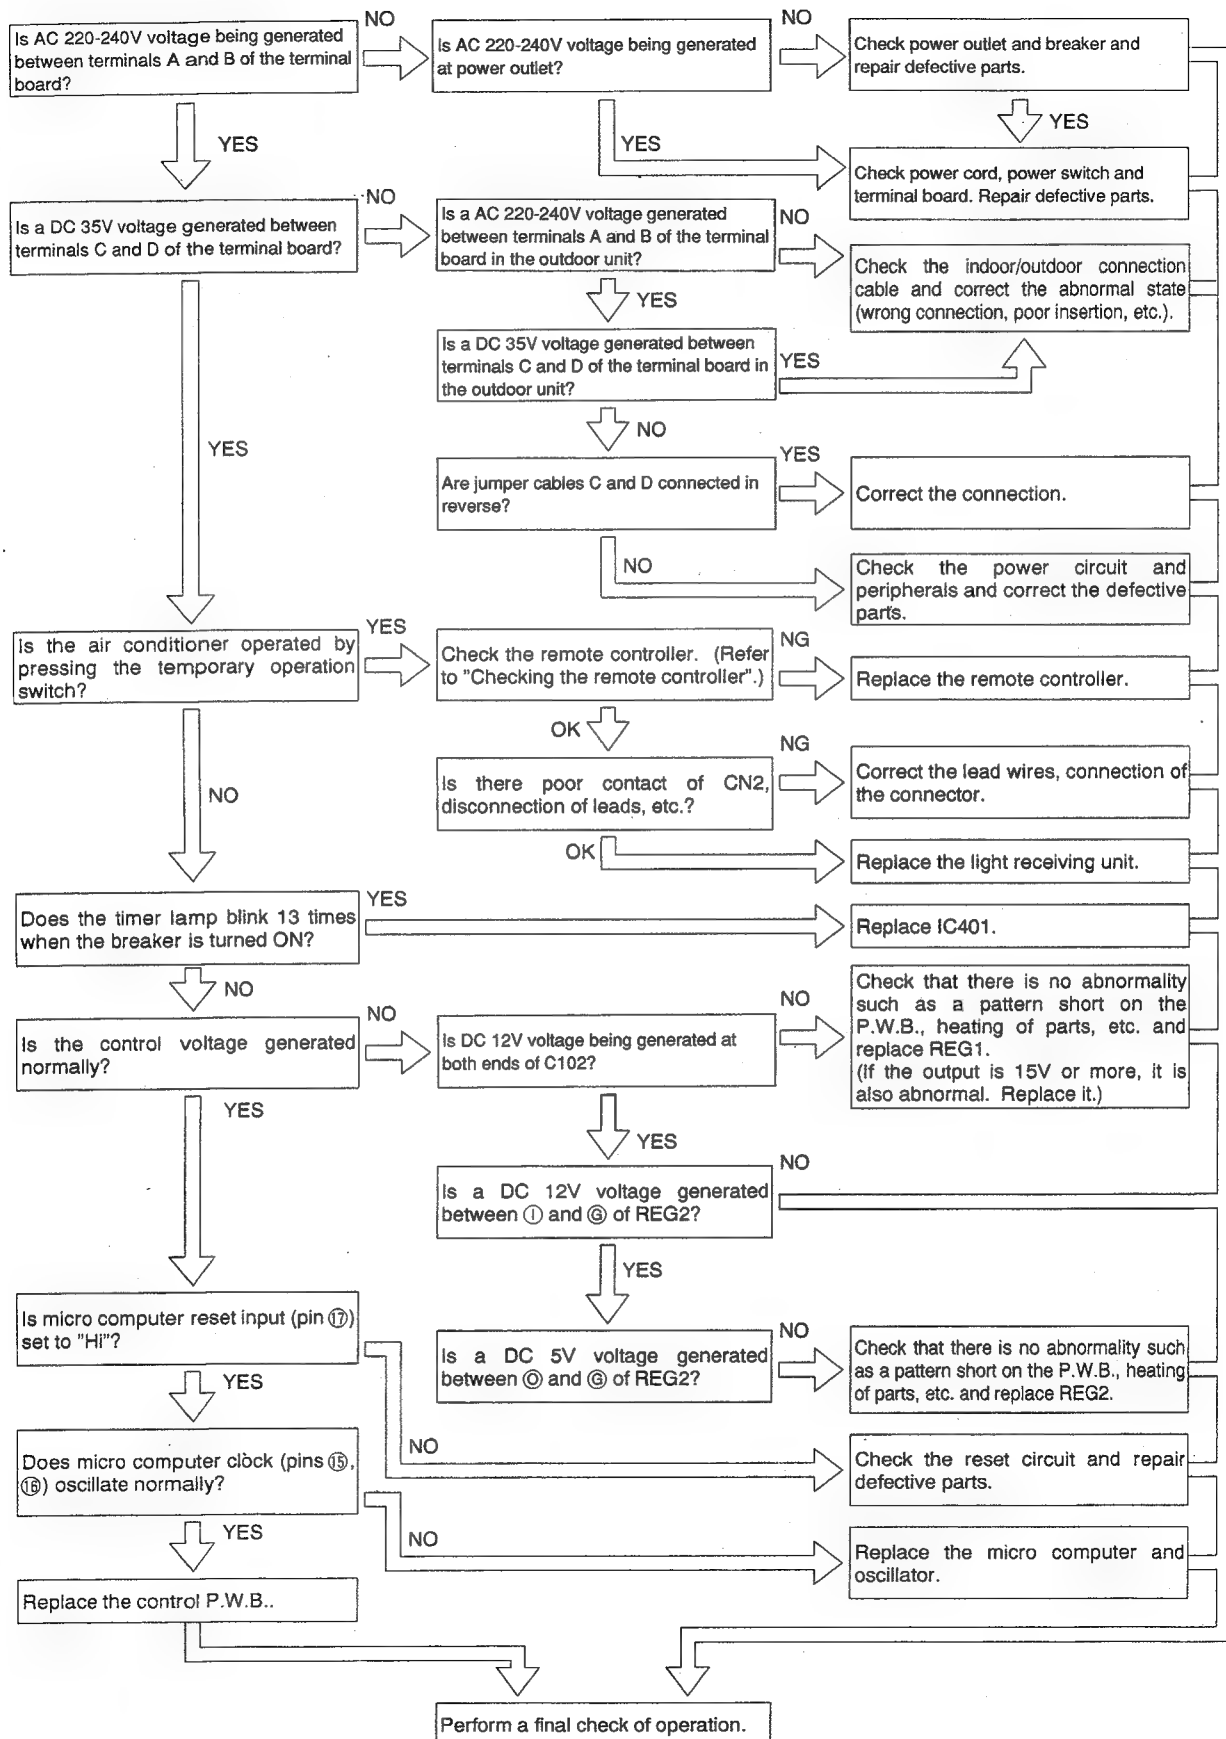 Is AC 220-240V voltage being generated
between terminals A and B of the terminal
board?
NO
Is AC 220-240V voltage being generated
at power outlet?
NO
Check power outlet and breaker and
repair defective parts.
YES
YES
YES
Check power cord, power switch and
terminal board. Repair defective parts.
Is a DC 35V voltage generated between
terminals C and D of the terminal board?
NO
Is a AC 220-240V voltage generated
between terminals A and B of the terminal
board in the outdoor unit?
NO
Check the indoor/outdoor connection
cable and correct the abnormal state
(wrong connection, poor insertion, etc.).
YES
Is a DC 35V voltage generated between
terminals C and D of the terminal board in
the outdoor unit?
YES
NO
YES
Are jumper cables C and D connected in
reverse?
YES
Correct the connection.
NO
Check the power circuit and
peripherals and correct the defective
parts.
Is the air conditioner operated by
pressing the temporary operation
switch?
YES
Check the remote controller. (Refer
to "Checking the remote controller".)
NG
Replace the remote controller.
OK
NO
Is there poor contact of CN2,
disconnection of leads, etc.?
NG
Correct the lead wires, connection of
the connector.
OK
Replace the light receiving unit.
Does the timer lamp blink 13 times
when the breaker is turned ON?
YES
Replace IC401.
NO
Is the control voltage generated
normally?
NO
Is DC 12V voltage being generated at
both ends of C102?
NO
Check that there is no abnormality
such as a pattern short on the
P.W.B., heating of parts, etc. and
replace REG1.
(If the output is 15V or more, it is
also abnormal. Replace it.)
YES
YES
Is a DC 12V voltage generated
between Ⓘ and Ⓖ of REG2?
NO
YES
Is micro computer reset input (pin ⑰)
set to "Hi"?
Is a DC 5V voltage generated
between Ⓞ and Ⓖ of REG2?
NO
Check that there is no abnormality such
as a pattern short on the P.W.B., heating
of parts, etc. and replace REG2.
YES
Does micro computer clock (pins ⑮,
⑯) oscillate normally?
NO
Check the reset circuit and repair
defective parts.
YES
NO
Replace the micro computer and
oscillator.
Replace the control P.W.B..
Perform a final check of operation.